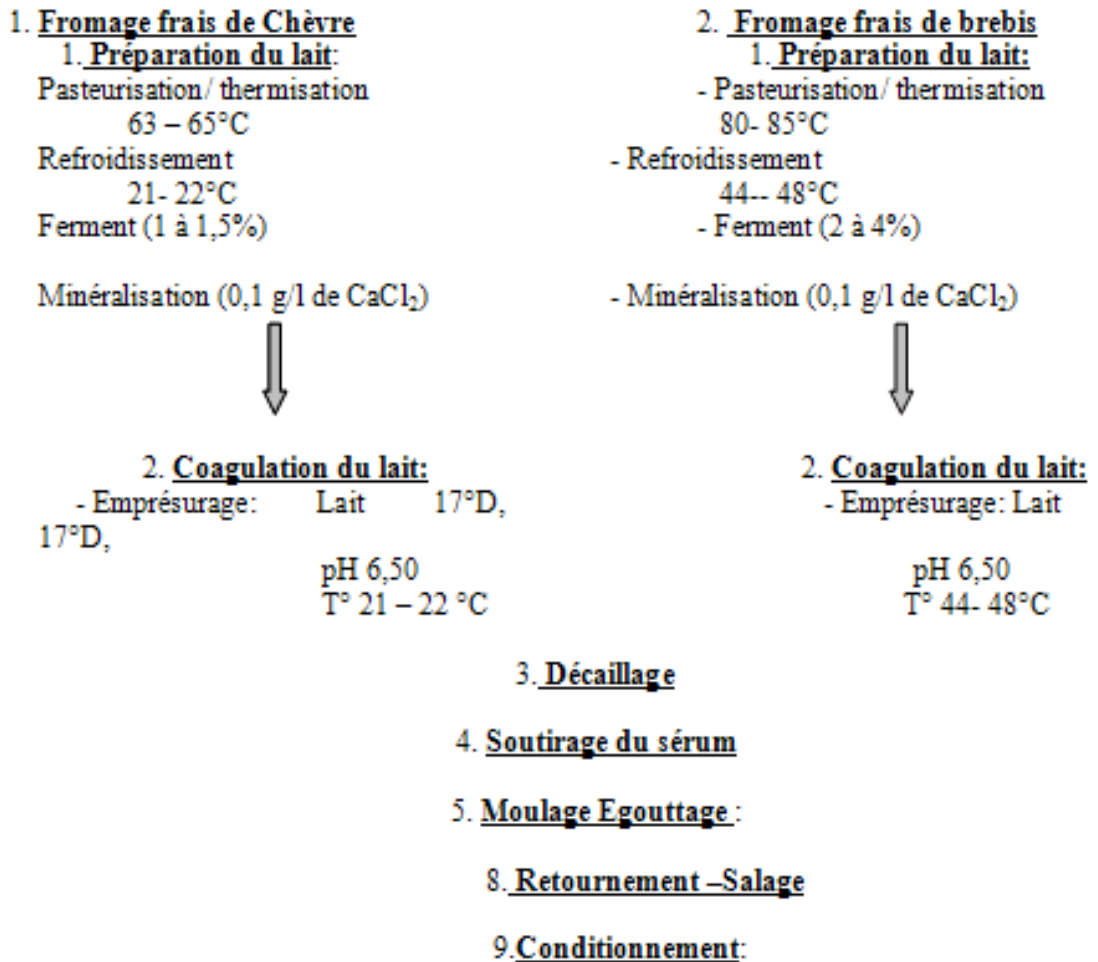 1. Fromage frais de Chèvre
1. Préparation du lait:
Pasteurisation/ thermisation
63 – 65°C
Refroidissement
21- 22°C
Ferment (1 à 1,5%)
Minéralisation (0,1 g/l de CaCl₂)
2. Coagulation du lait:
- Emprésurage: Lait 17°D,
17°D,
pH 6,50
T° 21 – 22 °C
2. Fromage frais de brebis
1. Préparation du lait:
- Pasteurisation/ thermisation
80- 85°C
- Refroidissement
44-- 48°C
- Ferment (2 à 4%)
- Minéralisation (0,1 g/l de CaCl₂)
2. Coagulation du lait:
- Emprésurage: Lait
pH 6,50
T° 44- 48°C
3. Décaillage
4. Soutirage du sérum
5. Moulage Egouttage :
8. Retournement –Salage
9.Conditionnement: